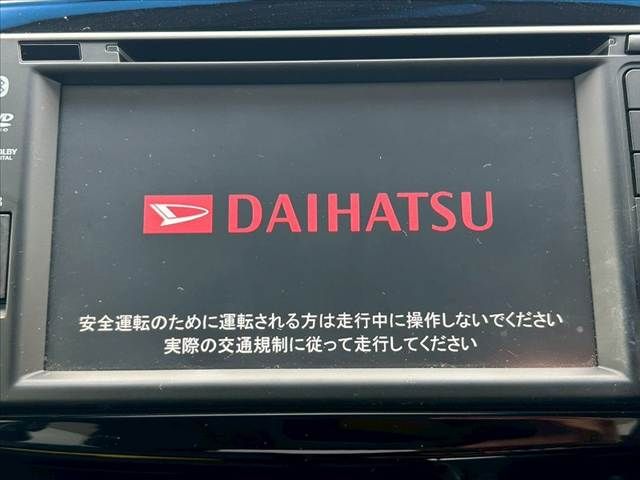 DAIHATSU
安全運転のために運転される方は走行中に操作しないでください
実際の交通規制に従って走行してください
DOLBY